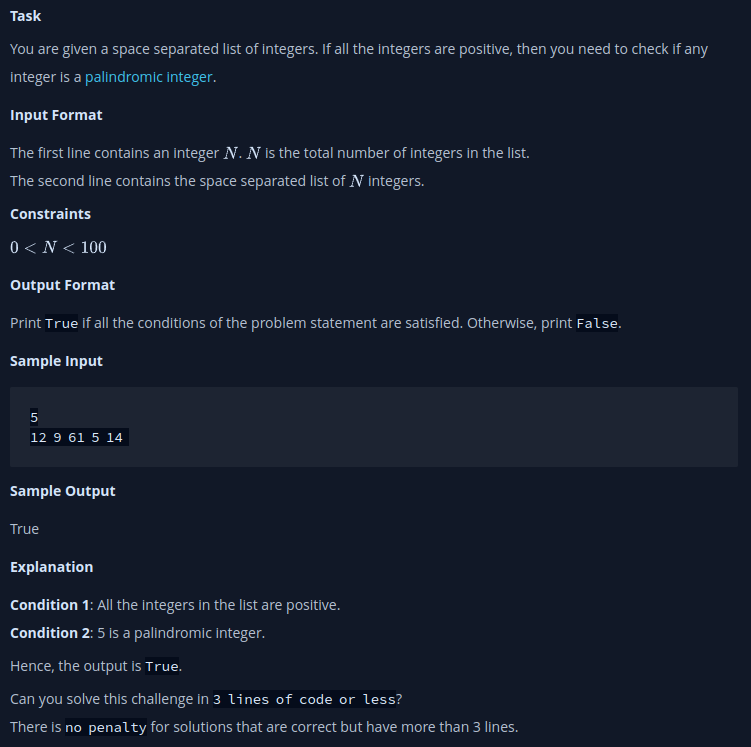 Task
You are given a space separated list of integers. If all the integers are positive, then you need to check if any
integer is a palindromic integer.
Input Format
The first line contains an integer N. N is the total number of integers in the list.
The second line contains the space separated list of N integers.
Constraints
0 < N < 100
Output Format
Print True if all the conditions of the problem statement are satisfied. Otherwise, print False.
Sample Input
5
12 9 61 5 14
Sample Output
True
Explanation
Condition 1: All the integers in the list are positive.
Condition 2: 5 is a palindromic integer.
Hence, the output is True.
Can you solve this challenge in 3 lines of code or less?
There is no penalty for solutions that are correct but have more than 3 lines.